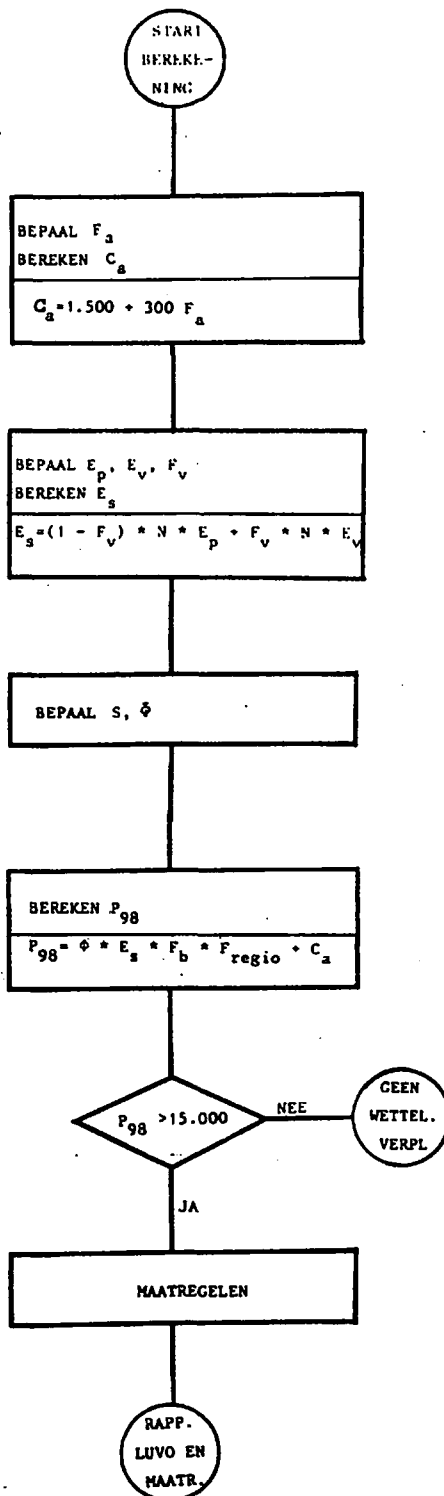 START
BEREKE-
NING
BEPAAL F_a
BEREKEN C_a
C_a=1.500 + 300 F_a
BEPAAL E_p, E_v, F_v
BEREKEN E_s
E_s=(1 - F_v) * N * E_p + F_v * N * E_v
BEPAAL S, Φ
BEREKEN P_98
P_98= Φ * E_s * F_b * F_regio + C_a
P_98 >15.000
NEE
GEEN
WETTEL.
VERPL
JA
MAATREGELEN
RAPP.
LUVO EN
MAATR.